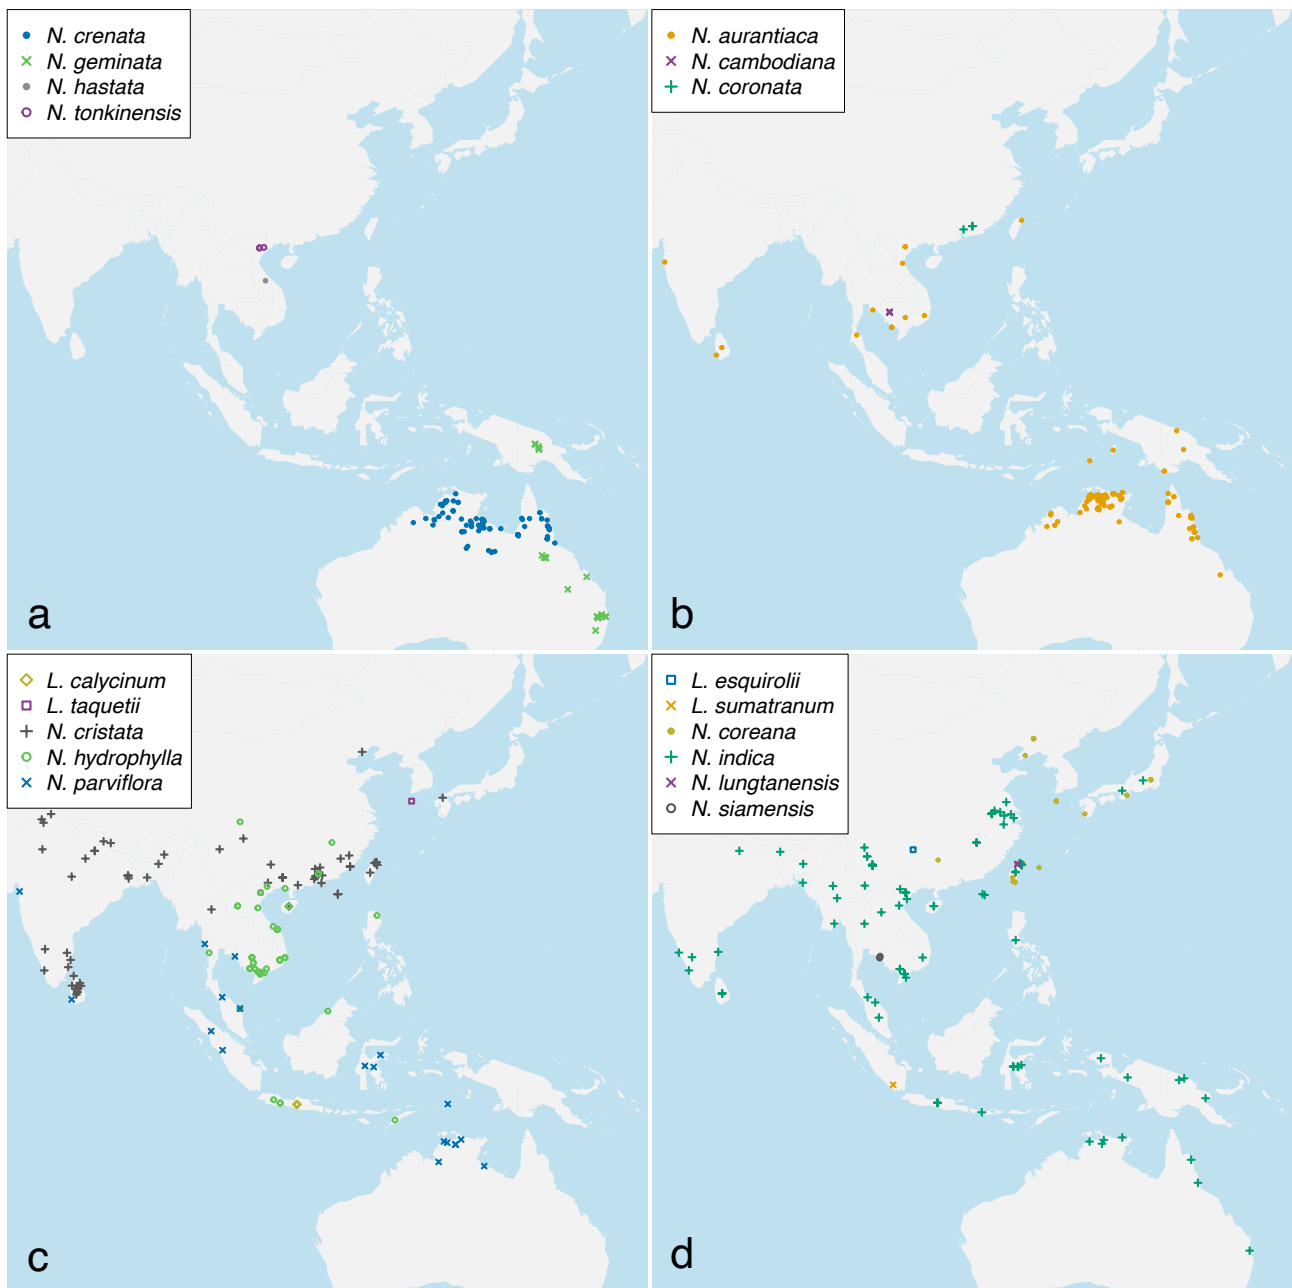 N. crenata
N. geminata
N. hastata
N. tonkinensis
a
N. aurantiaca
N. cambodiana
N. coronata
b
L. calycinum
L. taquetii
N. cristata
N. hydrophylla
N. parviflora
c
L. esquirolii
L. sumatranum
N. coreana
N. indica
N. lungtanensis
N. siamensis
d